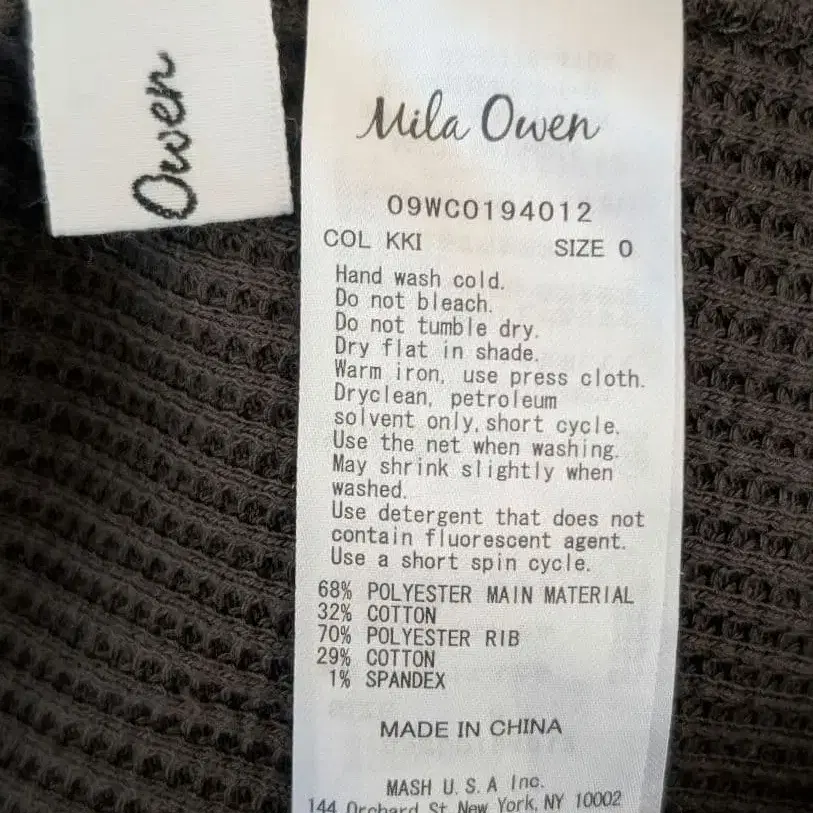 Owen
Mila Owen
09WCO194012
COL KKI SIZE 0
Hand wash cold.
Do not bleach.
Do not tumble dry.
Dry flat in shade.
Warm iron, use press cloth.
Dryclean, petroleum
solvent only,short cycle.
Use the net when washing.
May shrink slightly when
washed.
Use detergent that does not
contain fluorescent agent.
Use a short spin cycle.
68% POLYESTER MAIN MATERIAL
32% COTTON
70% POLYESTER RIB
29% COTTON
1% SPANDEX
MADE IN CHINA
MASH U.S.A Inc.
144 Orchard St New York, NY 10002